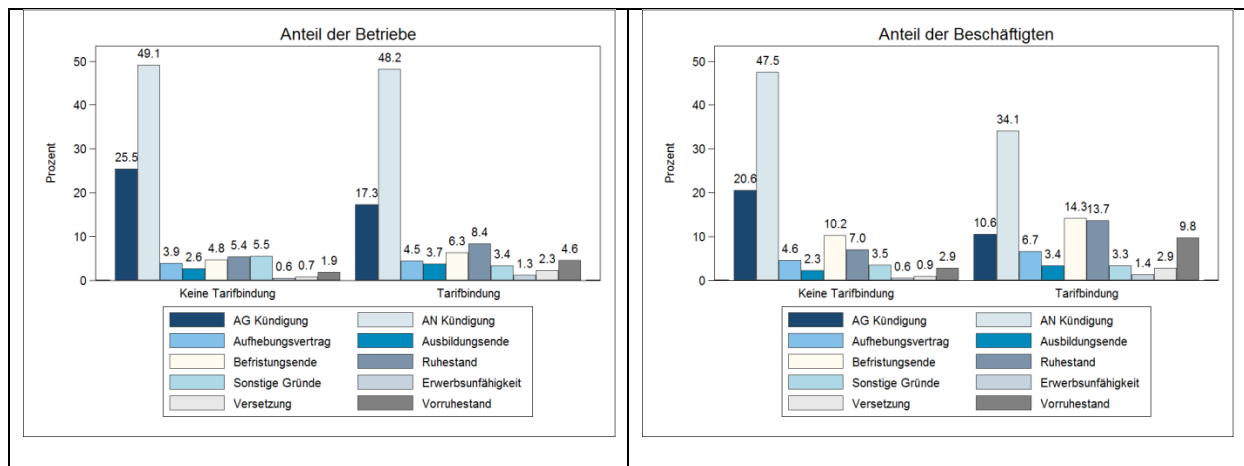 Anteil der Betriebe
50
40
30
20
10
0
Prozent
25.5
49.1
3.9
2.6
4.8
5.4
5.5
0.6
0.7
1.9
17.3
48.2
4.5
3.7
6.3
8.4
3.4
1.3
2.3
4.6
Keine Tarifbindung
Tarifbindung
AG Kündigung
AN Kündigung
Aufhebungsvertrag
Ausbildungsende
Befristungsende
Ruhestand
Sonstige Gründe
Erwerbsunfähigkeit
Versetzung
Vorruhestand
Anteil der Beschäftigten
50
40
30
20
10
0
Prozent
20.6
47.5
4.6
2.3
10.2
7.0
3.5
0.6
0.9
2.9
10.6
34.1
6.7
3.4
14.3
13.7
3.3
1.4
2.9
9.8
Keine Tarifbindung
Tarifbindung
AG Kündigung
AN Kündigung
Aufhebungsvertrag
Ausbildungsende
Befristungsende
Ruhestand
Sonstige Gründe
Erwerbsunfähigkeit
Versetzung
Vorruhestand